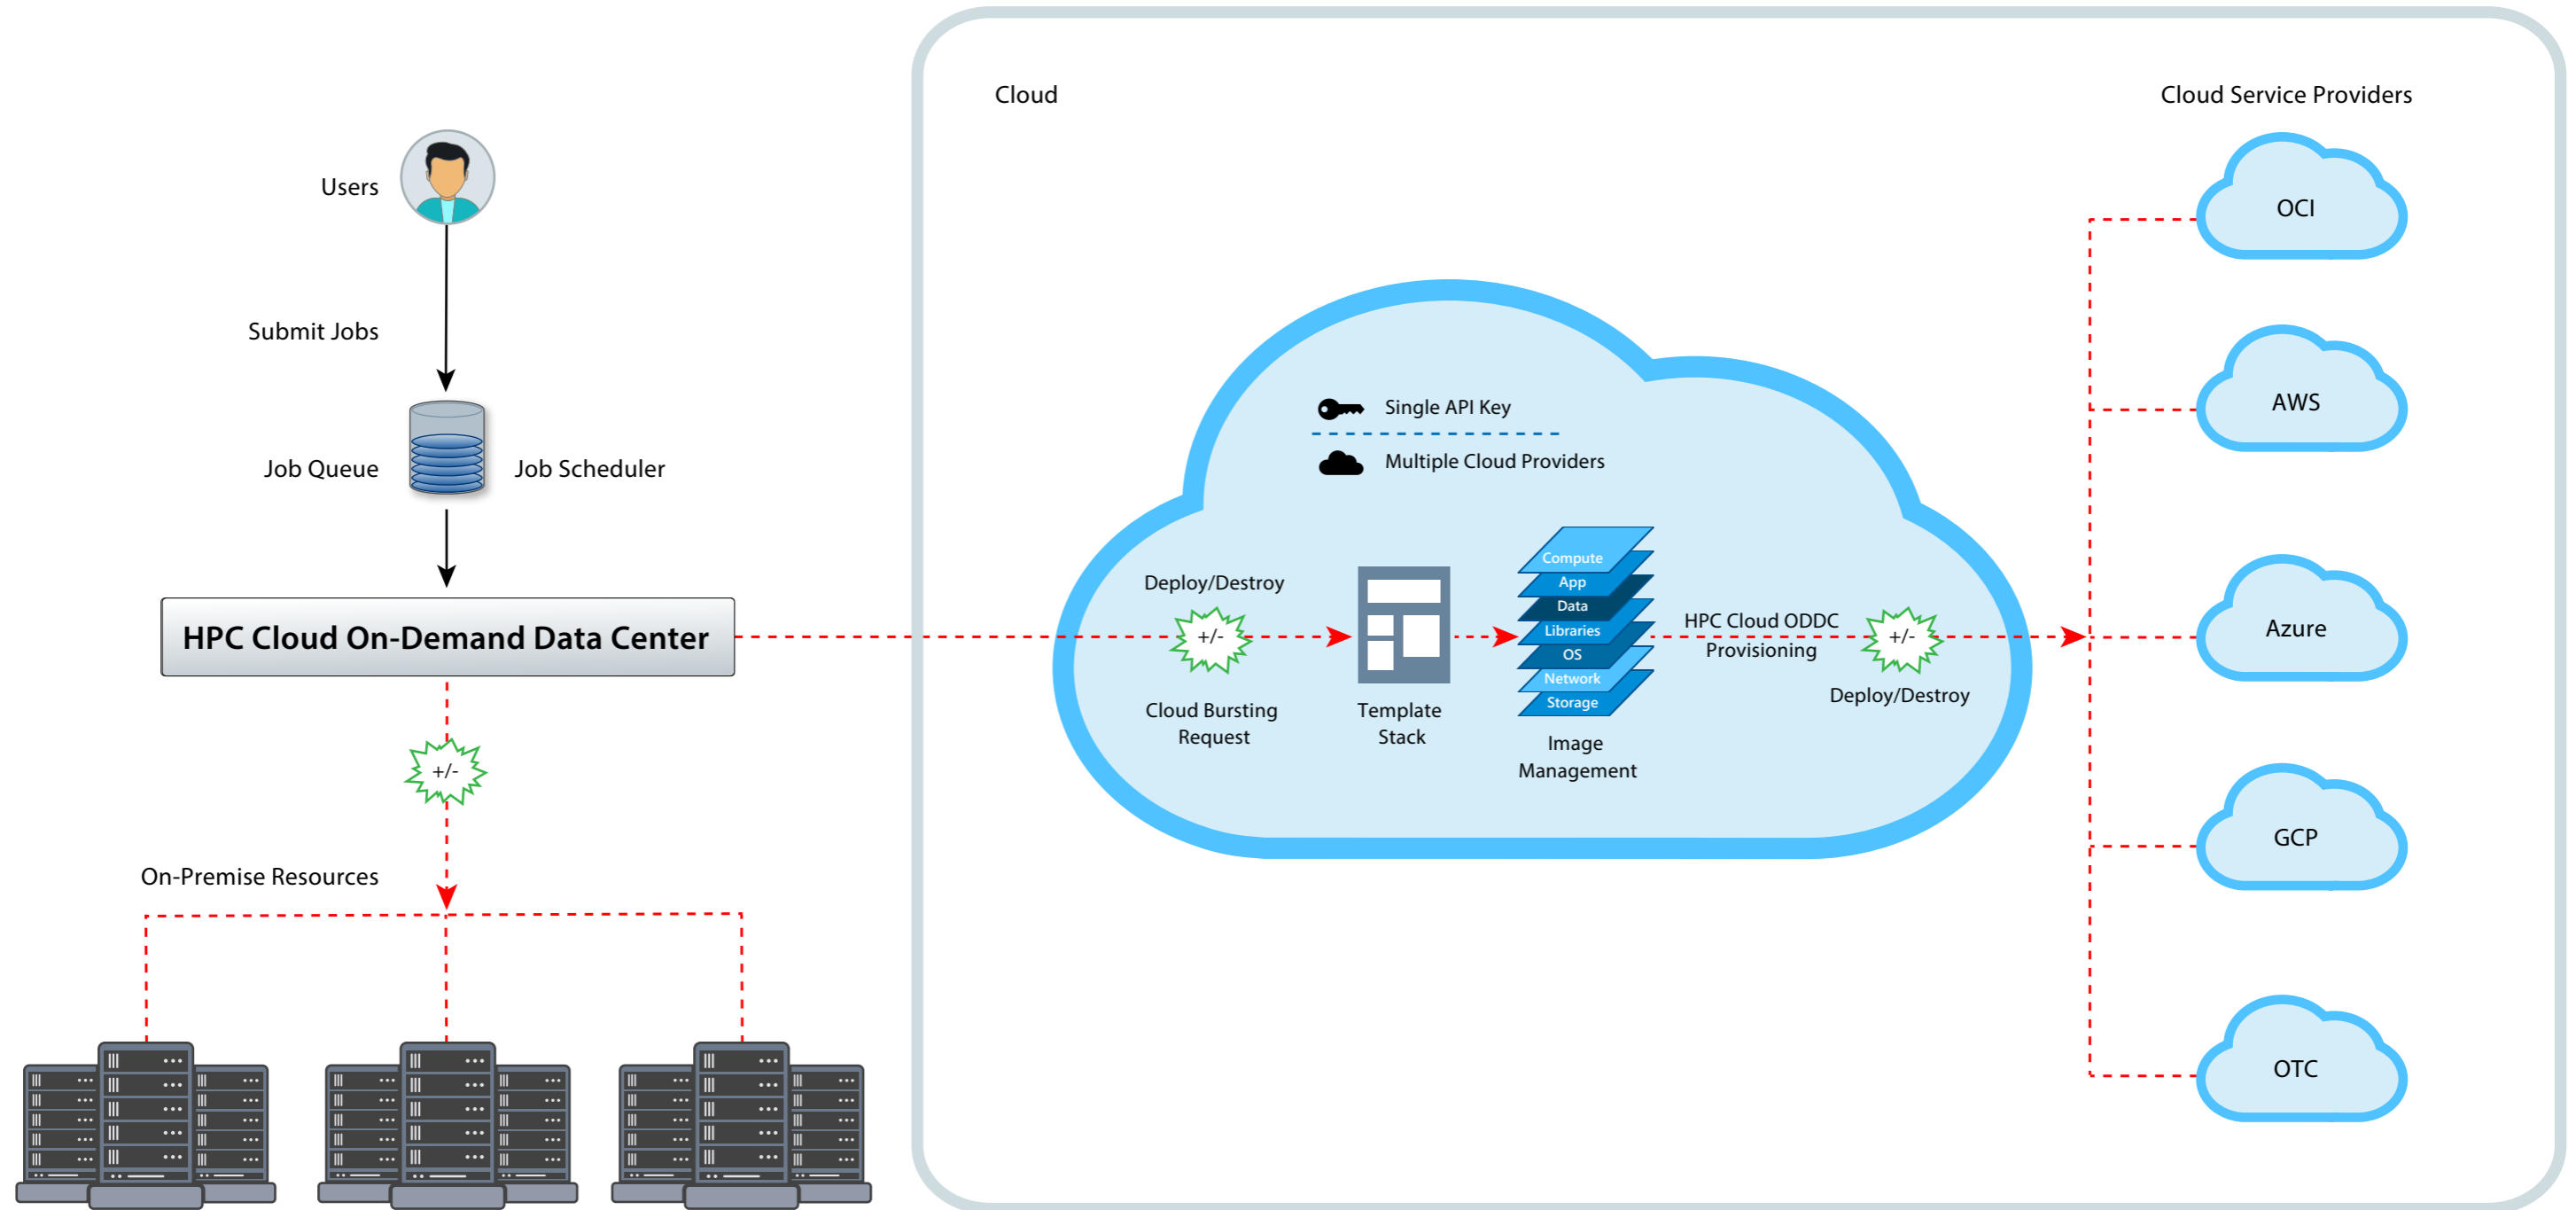 Cloud
Cloud Service Providers
Users
Submit Jobs
Job Queue
Job Scheduler
HPC Cloud On-Demand Data Center
+/-
On-Premise Resources
Single API Key
Multiple Cloud Providers
Deploy/Destroy
+/-
Cloud Bursting
Request
Template
Stack
Compute
App
Data
Libraries
OS
Network
Storage
Image
Management
HPC Cloud ODDC
Provisioning
+/-
Deploy/Destroy
OCI
AWS
Azure
GCP
OTC